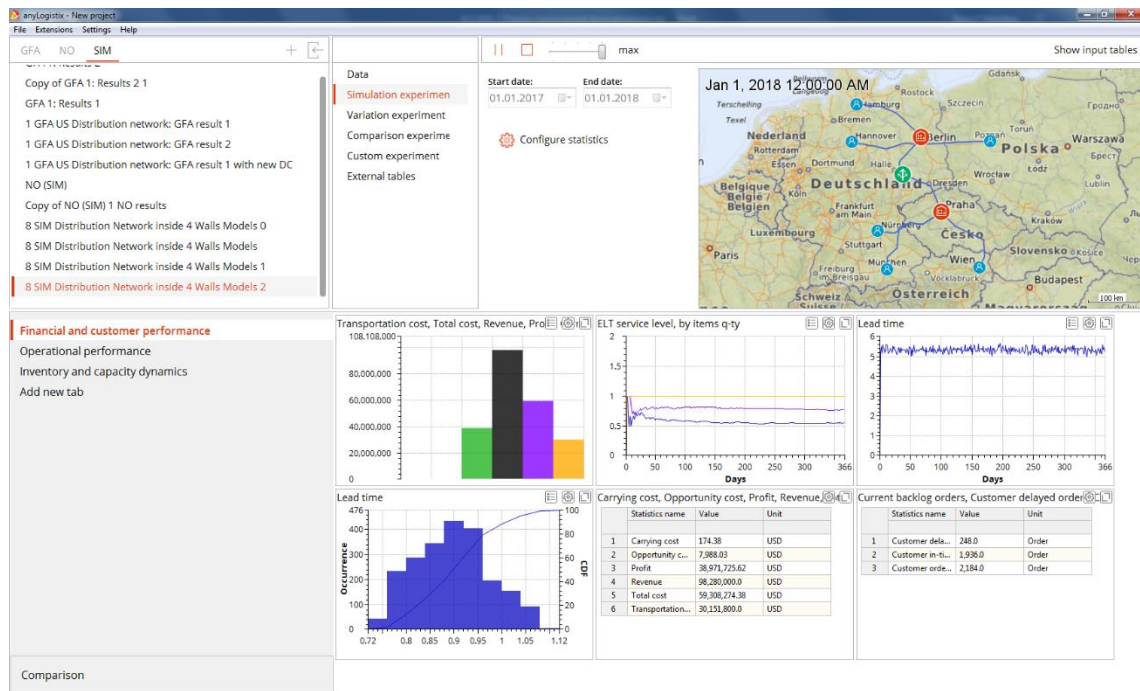 anyLogistix - New project
File Extensions Settings Help
GFA NO SIM
Copy of GFA 1: Results 2 1
GFA 1: Results 1
1 GFA US Distribution network: GFA result 1
1 GFA US Distribution network: GFA result 2
1 GFA US Distribution network: GFA result 1 with new DC
NO (SIM)
Copy of NO (SIM) 1 NO results
8 SIM Distribution Network inside 4 Walls Models 0
8 SIM Distribution Network inside 4 Walls Models
8 SIM Distribution Network inside 4 Walls Models 1
8 SIM Distribution Network inside 4 Walls Models 2
Data
Simulation experimen
Variation experiment
Comparison experime
Custom experiment
External tables
max
Show input tables
Start date: End date:
01.01.2017 01.01.2018
Configure statistics
Jan 1, 2018 12:00:00 AM
Gdańsk
Terschelling Hamburg Rostock Szczecin Гродно
Texel Bremen
Nederland Hannover Berlin Poznań Toruń Warszawa
Rotterdam Polska Брест
Essen Dortmund Halle Wrocław Łódź Lublin
Belgique Köln Deutschland Dresden
België / Belgien Frankfurt am Main Praha Kraków
Luxembourg Nürnberg Česko
Paris Stuttgart Slovensko Košice
München Wien
Freiburg im Breisgau Vöcklabruck Budapest
Schweiz Österreich Magyarország
100 km
Financial and customer performance
Operational performance
Inventory and capacity dynamics
Add new tab
Comparison
Transportation cost, Total cost, Revenue, Pro
108.108.000
80,000,000
60,000,000
40,000,000
20,000,000
0
ELT service level, by items q-ty
2
1.5
1
0.5
0
0 50 100 150 200 250 300 366
Days
Lead time
6
5
4
3
2
1
0
0 50 100 150 200 250 300 366
Days
Lead time
476 100
400 80
300 60
200 40
100 20
0 0
Occurrence CDF
0.72 0.8 0.85 0.9 0.95 1 1.05 1.12
Carrying cost, Opportunity cost, Profit, Revenue,
Statistics name Value Unit
1 Carrying cost 174.38 USD
2 Opportunity c... 7,988.03 USD
3 Profit 38,971,725.62 USD
4 Revenue 98,280,000.0 USD
5 Total cost 59,308,274.38 USD
6 Transportation... 30,151,800.0 USD
Current backlog orders, Customer delayed order
Statistics name Value Unit
1 Customer dela... 248.0 Order
2 Customer in-ti... 1,936.0 Order
3 Customer orde... 2,184.0 Order